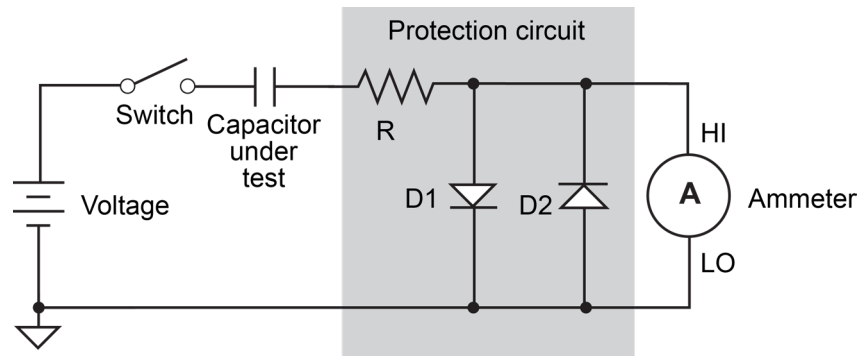 Protection circuit
Switch
Capacitor
under
test
R
HI
D1
D2
A
Ammeter
Voltage
LO